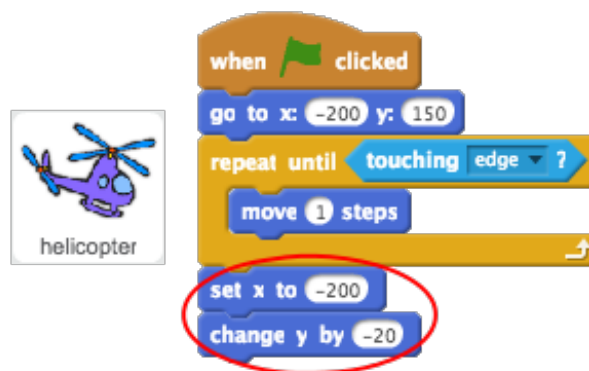 when clicked
go to x: -200 y: 150
repeat until touching edge ?
move 1 steps
helicopter
set x to -200
change y by -20